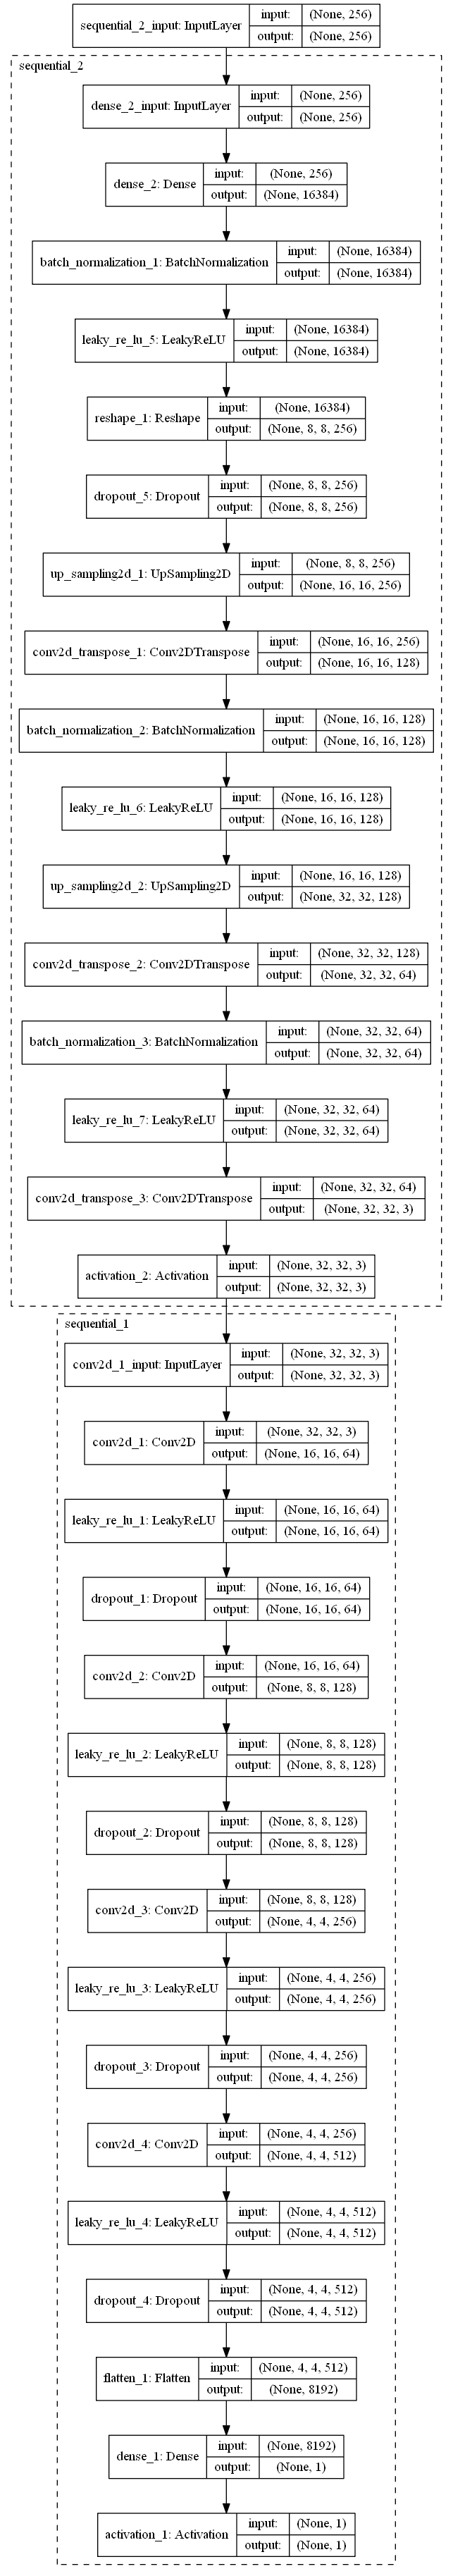 sequential_2_input: InputLayer input: (None, 256)
output: (None, 256)
sequential_2
dense_2_input: InputLayer input: (None, 256)
output: (None, 256)
dense_2: Dense input: (None, 256)
output: (None, 16384)
batch_normalization_1: BatchNormalization input: (None, 16384)
output: (None, 16384)
leaky_re_lu_5: LeakyReLU input: (None, 16384)
output: (None, 16384)
reshape_1: Reshape input: (None, 16384)
output: (None, 8, 8, 256)
dropout_5: Dropout input: (None, 8, 8, 256)
output: (None, 8, 8, 256)
up_sampling2d_1: UpSampling2D input: (None, 8, 8, 256)
output: (None, 16, 16, 256)
conv2d_transpose_1: Conv2DTranspose input: (None, 16, 16, 256)
output: (None, 16, 16, 128)
batch_normalization_2: BatchNormalization input: (None, 16, 16, 128)
output: (None, 16, 16, 128)
leaky_re_lu_6: LeakyReLU input: (None, 16, 16, 128)
output: (None, 16, 16, 128)
up_sampling2d_2: UpSampling2D input: (None, 16, 16, 128)
output: (None, 32, 32, 128)
conv2d_transpose_2: Conv2DTranspose input: (None, 32, 32, 128)
output: (None, 32, 32, 64)
batch_normalization_3: BatchNormalization input: (None, 32, 32, 64)
output: (None, 32, 32, 64)
leaky_re_lu_7: LeakyReLU input: (None, 32, 32, 64)
output: (None, 32, 32, 64)
conv2d_transpose_3: Conv2DTranspose input: (None, 32, 32, 64)
output: (None, 32, 32, 3)
activation_2: Activation input: (None, 32, 32, 3)
output: (None, 32, 32, 3)
sequential_1
conv2d_1_input: InputLayer input: (None, 32, 32, 3)
output: (None, 32, 32, 3)
conv2d_1: Conv2D input: (None, 32, 32, 3)
output: (None, 16, 16, 64)
leaky_re_lu_1: LeakyReLU input: (None, 16, 16, 64)
output: (None, 16, 16, 64)
dropout_1: Dropout input: (None, 16, 16, 64)
output: (None, 16, 16, 64)
conv2d_2: Conv2D input: (None, 16, 16, 64)
output: (None, 8, 8, 128)
leaky_re_lu_2: LeakyReLU input: (None, 8, 8, 128)
output: (None, 8, 8, 128)
dropout_2: Dropout input: (None, 8, 8, 128)
output: (None, 8, 8, 128)
conv2d_3: Conv2D input: (None, 8, 8, 128)
output: (None, 4, 4, 256)
leaky_re_lu_3: LeakyReLU input: (None, 4, 4, 256)
output: (None, 4, 4, 256)
dropout_3: Dropout input: (None, 4, 4, 256)
output: (None, 4, 4, 256)
conv2d_4: Conv2D input: (None, 4, 4, 256)
output: (None, 4, 4, 512)
leaky_re_lu_4: LeakyReLU input: (None, 4, 4, 512)
output: (None, 4, 4, 512)
dropout_4: Dropout input: (None, 4, 4, 512)
output: (None, 4, 4, 512)
flatten_1: Flatten input: (None, 4, 4, 512)
output: (None, 8192)
dense_1: Dense input: (None, 8192)
output: (None, 1)
activation_1: Activation input: (None, 1)
output: (None, 1)